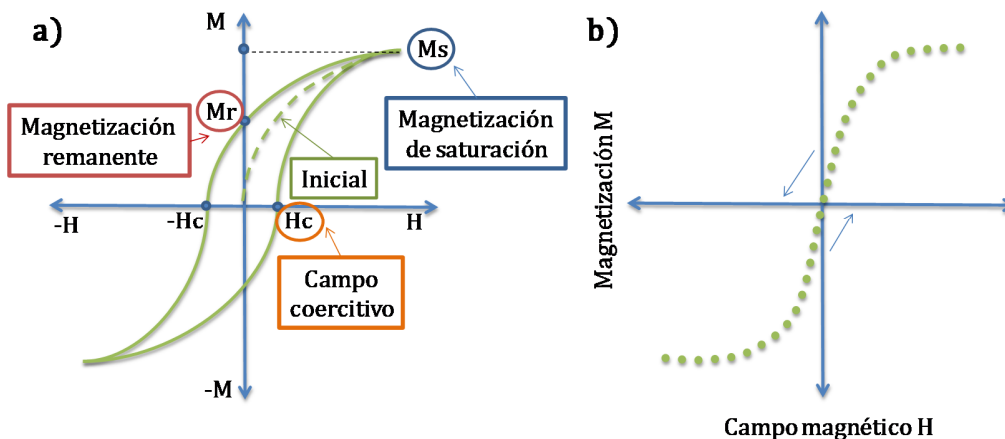 a)
M
Ms
Mr
Magnetización
remanente
Magnetización
de saturación
Inicial
-H
-Hc
Hc
H
Campo
coercitivo
-M
b)
Magnetización M
Campo magnético H